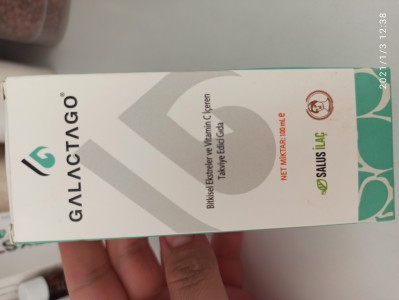 GALACTAGO®
Bitkisel Ekstreler ve Vitamin C İçeren
Takviye Edici Gıda
NET MİKTAR: 100 mL e
SALUS İLAÇ
2021/1/3 12:38